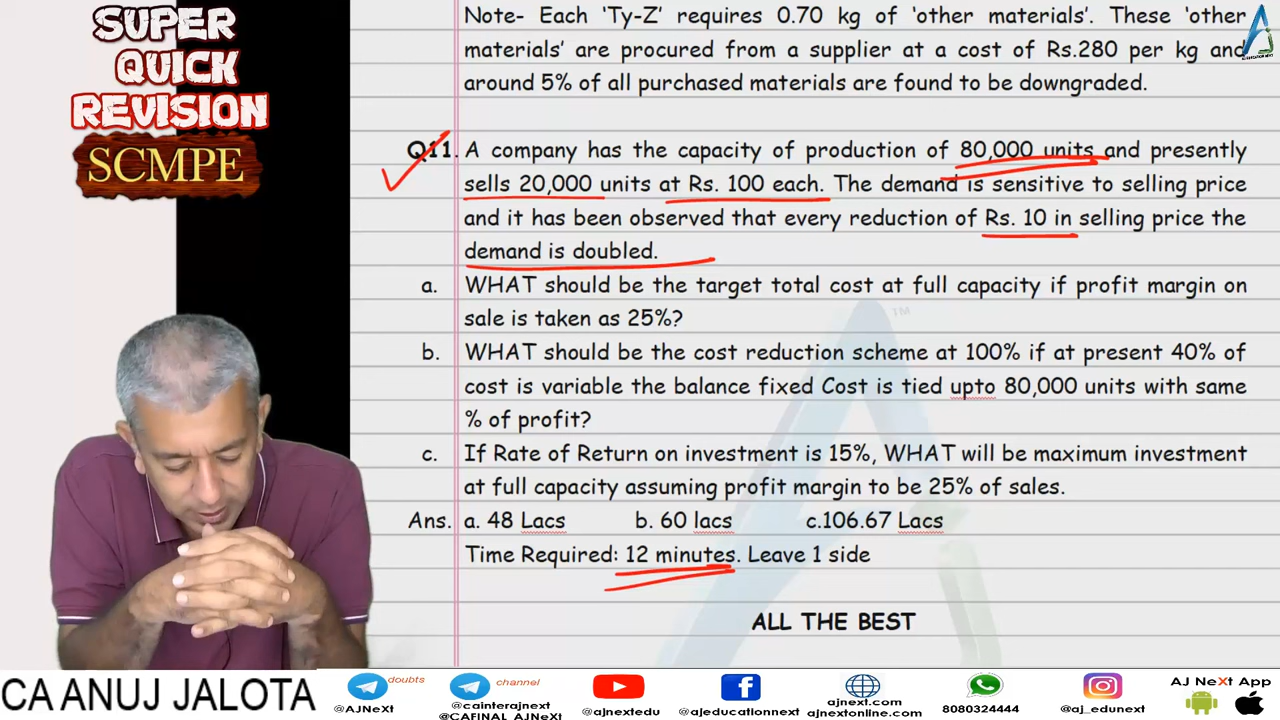 SUPER
QUICK
REVISION
SCMPE
Note- Each ‘Ty-Z’ requires 0.70 kg of ‘other materials’. These ‘other
materials’ are procured from a supplier at a cost of Rs.280 per kg and
around 5% of all purchased materials are found to be downgraded.
Q11. A company has the capacity of production of 80,000 units and presently
sells 20,000 units at Rs. 100 each. The demand is sensitive to selling price
and it has been observed that every reduction of Rs. 10 in selling price the
demand is doubled.
a. WHAT should be the target total cost at full capacity if profit margin on
sale is taken as 25%?
b. WHAT should be the cost reduction scheme at 100% if at present 40% of
cost is variable the balance fixed Cost is tied upto 80,000 units with same
% of profit?
c. If Rate of Return on investment is 15%, WHAT will be maximum investment
at full capacity assuming profit margin to be 25% of sales.
Ans. a. 48 Lacs b. 60 lacs c.106.67 Lacs
Time Required: 12 minutes. Leave 1 side
ALL THE BEST
TM
CA ANUJ JALOTA
doubts
@AJNeXt
channel
@cainterajnext
@CAFINAL_AJNeXt
@ajnextedu
@ajeducationnext
ajnext.com
ajnextonline.com
8080324444
@aj_edunext
AJ NeXt App